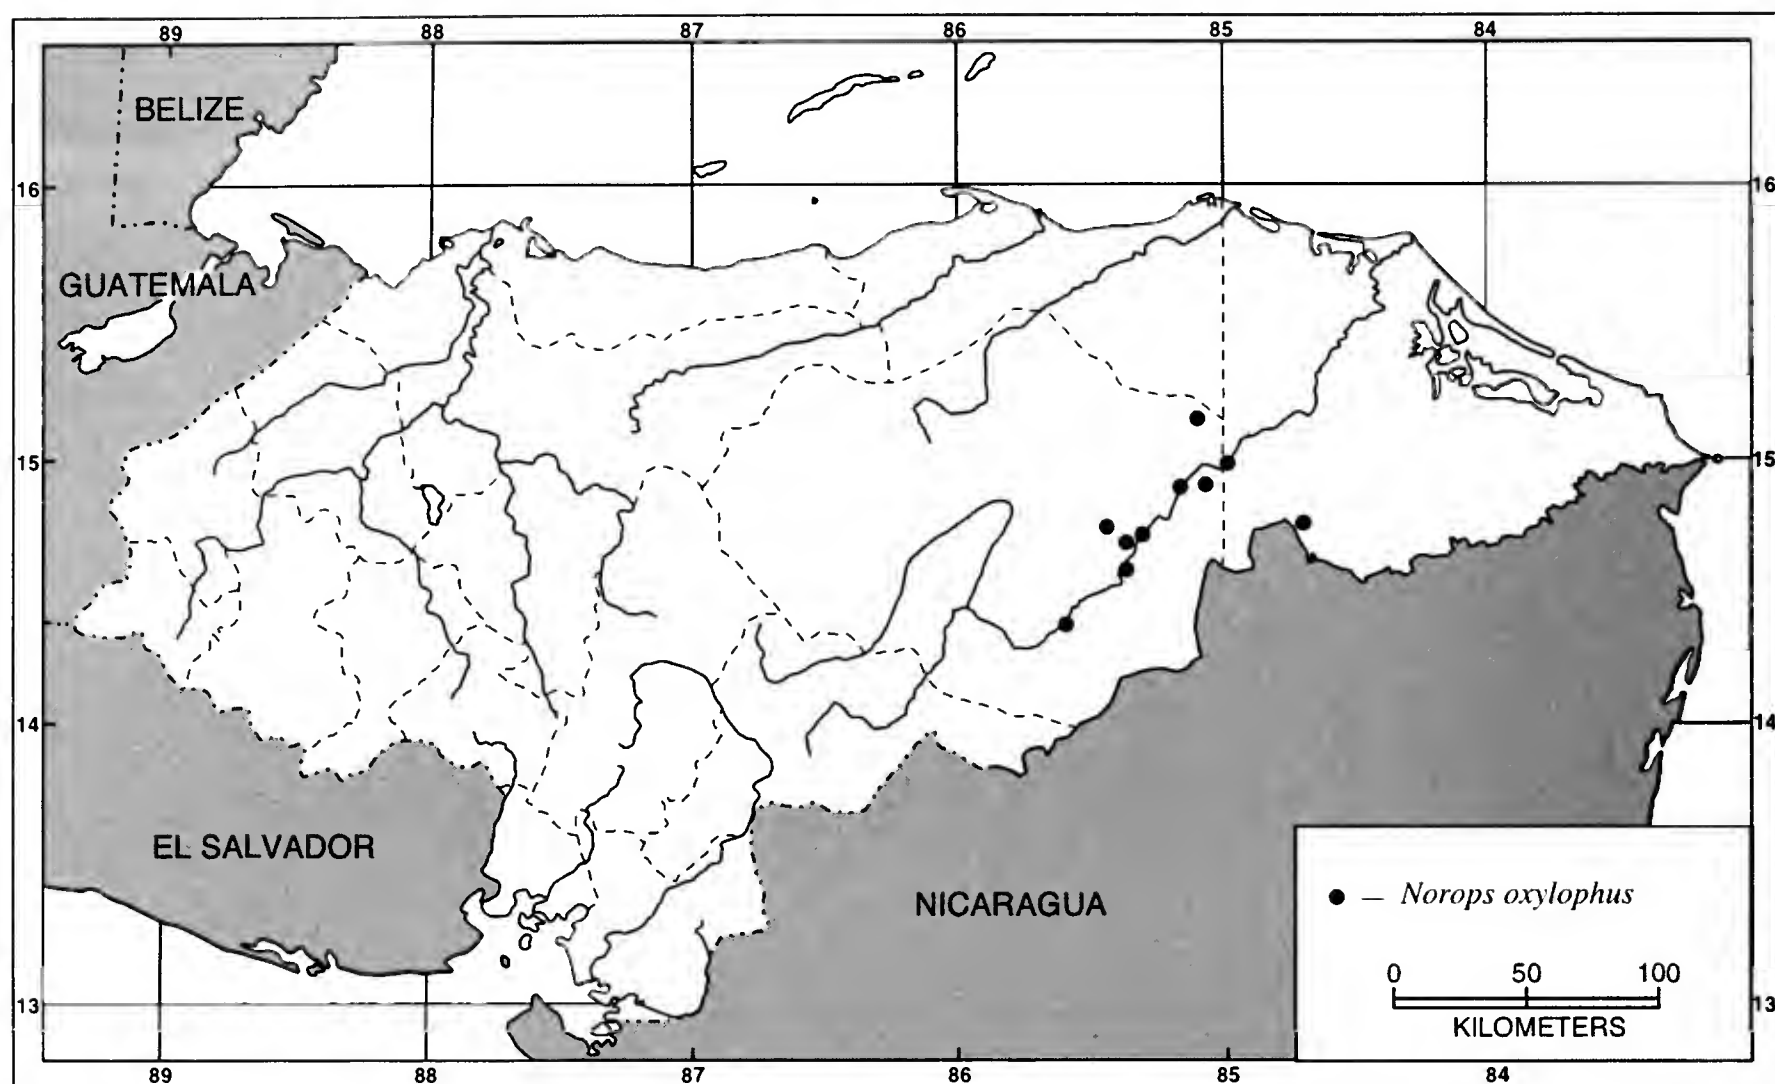 89 88 87 86 85 84
BELIZE
16 16
GUATEMALA
15 15
14 14
EL SALVADOR
NICARAGUA
— Norops oxylophus
0 50 100
KILOMETERS
13 13
89 88 87 86 85 84